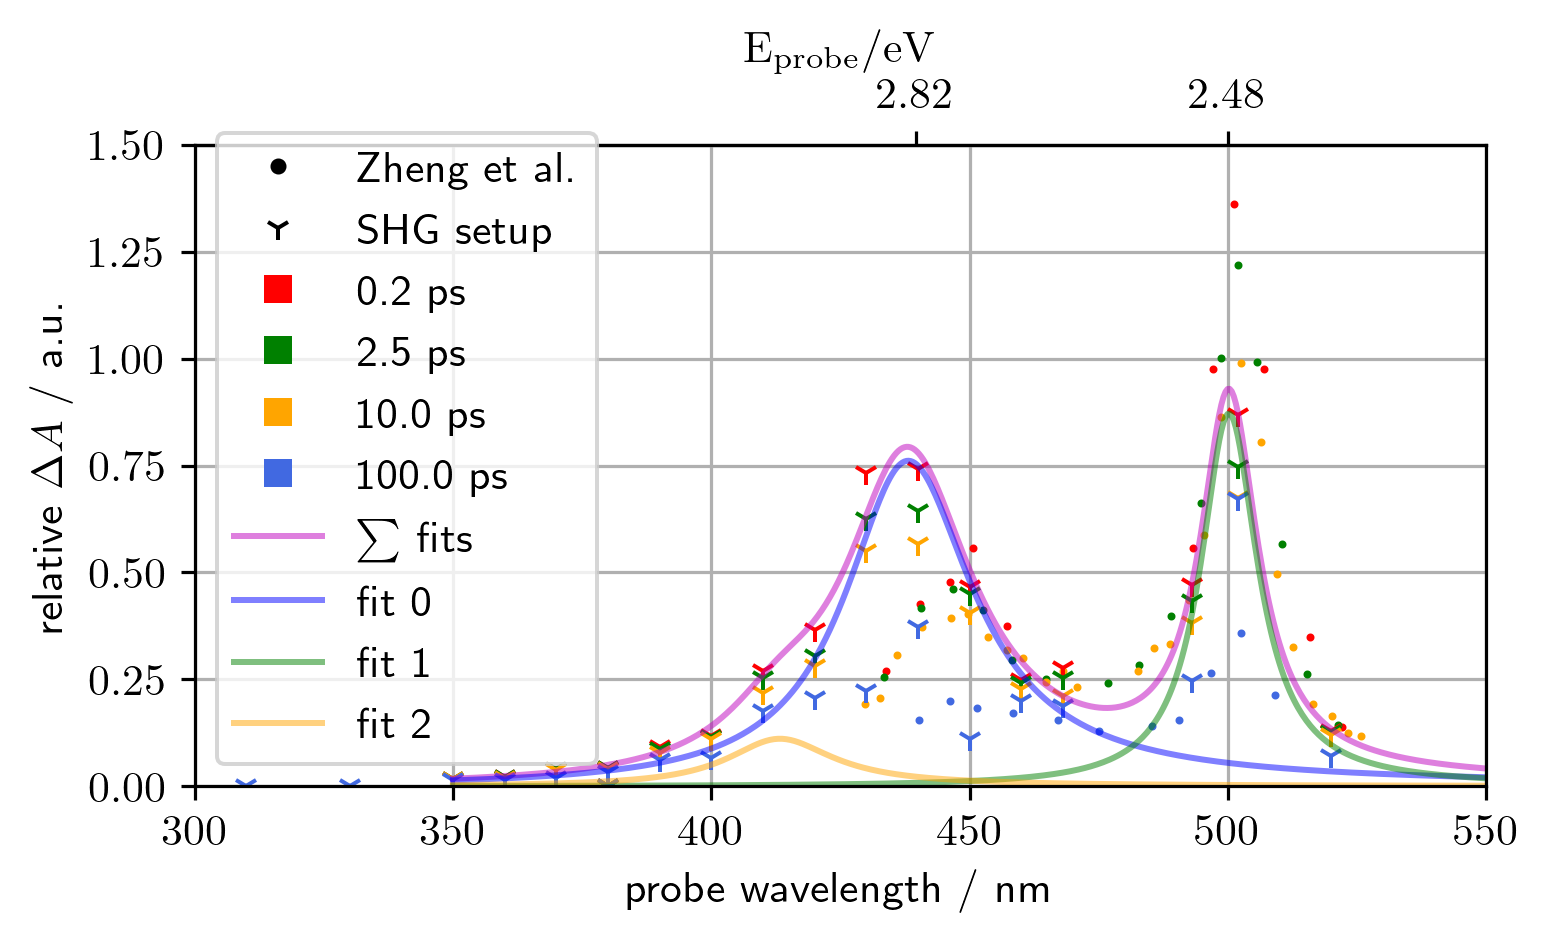 E_probe/eV
2.82 2.48
1.50
1.25
1.00
0.75
0.50
0.25
0.00
relative ΔA / a.u.
Zheng et al.
SHG setup
0.2 ps
2.5 ps
10.0 ps
100.0 ps
∑ fits
fit 0
fit 1
fit 2
300 350 400 450 500 550
probe wavelength / nm